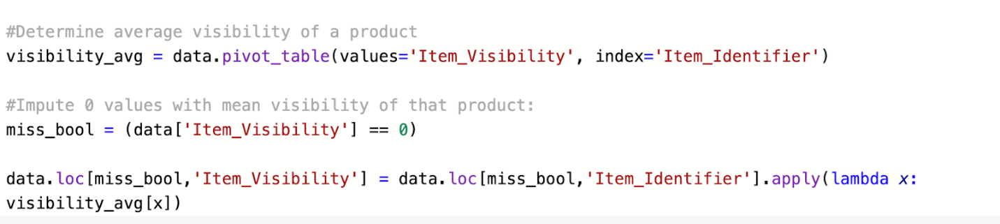 #Determine average visibility of a product
visibility_avg = data.pivot_table(values='Item_Visibility', index='Item_Identifier')
#Impute 0 values with mean visibility of that product:
miss_bool = (data['Item_Visibility'] == 0)
data.loc[miss_bool,'Item_Visibility'] = data.loc[miss_bool,'Item_Identifier'].apply(lambda x:
visibility_avg[x])